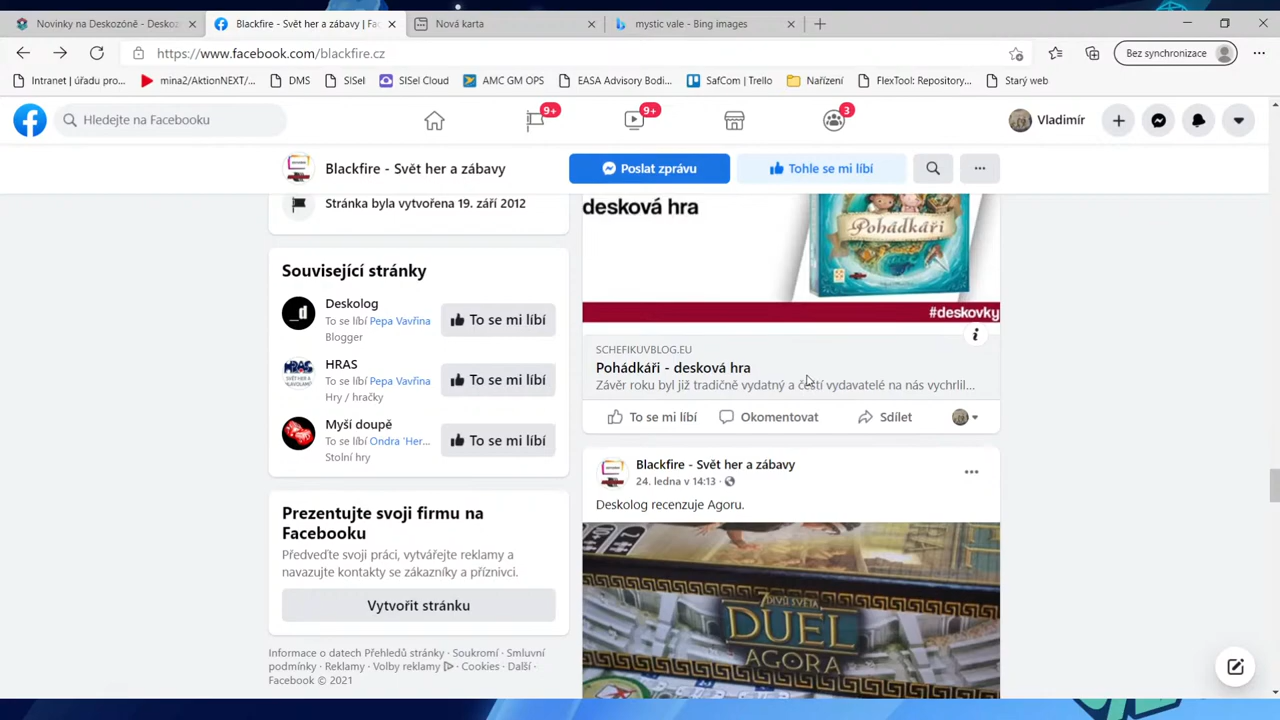 Novinky na Deskozóně - Deskoz
Blackfire - Svět her a zábavy | Fa
Nová karta
mystic vale - Bing images
https://www.facebook.com/blackfire.cz
Bez synchronizace
Intranet (úřadu pro...
mina2/AktionNEXT/...
DMS
SISel
SISel Cloud
AMC GM OPS
EASA Advisory Bodi...
SafCom | Trello
Nařízení
FlexTool: Repository...
Starý web
Hledejte na Facebooku
9+
9+
3
Vladimír
Blackfire - Svět her a zábavy
Poslat zprávu
Tohle se mi líbí
Stránka byla vytvořena 19. září 2012
Související stránky
_d
Deskolog
To se líbí Pepa Vavřina
Blogger
To se mi líbí
HRAS
To se líbí Pepa Vavřina
Hry / hračky
To se mi líbí
Myší doupě
To se líbí Ondra 'Her...
Stolní hry
To se mi líbí
Prezentujte svoji firmu na
Facebooku
Předveďte svoji práci, vytvářejte reklamy a
navazujte kontakty se zákazníky a příznivci.
Vytvořit stránku
Informace o datech Přehledů stránky · Soukromí · Smluvní
podmínky · Reklamy · Volby reklamy · Cookies · Další ·
Facebook © 2021
desková hra
Pohádkáři
#deskovky
SCHEFIKUVBLOG.EU
Pohádkáři - desková hra
Závěr roku byl již tradičně vydatný a čeští vydavatelé na nás vychrlil...
To se mi líbí
Okomentovat
Sdílet
Blackfire - Svět her a zábavy
24. ledna v 14:13
Deskolog recenzuje Agoru.
7 DIVŮ SVĚTA
DUEL
AGORA